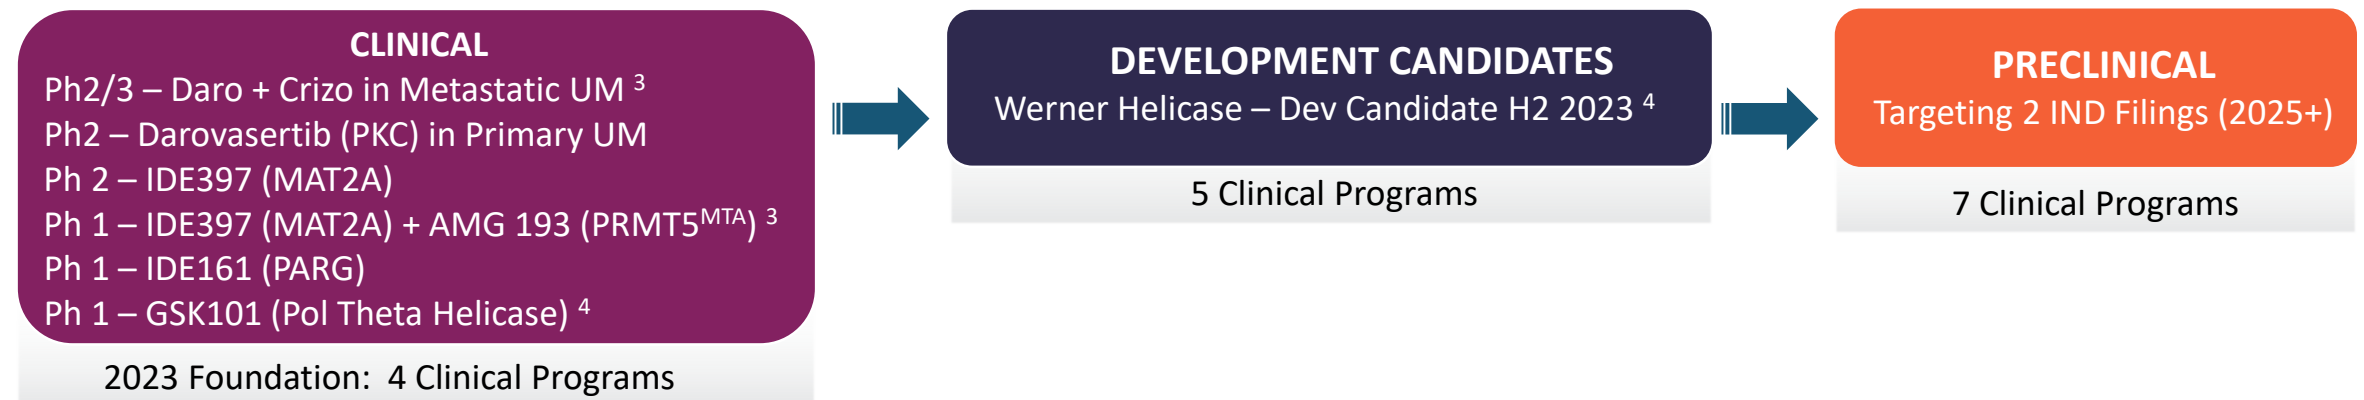 CLINICAL
Ph2/3 – Daro + Crizo in Metastatic UM ³
Ph2 – Darovasertib (PKC) in Primary UM
Ph 2 – IDE397 (MAT2A)
Ph 1 – IDE397 (MAT2A) + AMG 193 (PRMT5ᴹᵀᴬ) ³
Ph 1 – IDE161 (PARG)
Ph 1 – GSK101 (Pol Theta Helicase) ⁴
2023 Foundation: 4 Clinical Programs
DEVELOPMENT CANDIDATES
Werner Helicase – Dev Candidate H2 2023 ⁴
5 Clinical Programs
PRECLINICAL
Targeting 2 IND Filings (2025+)
7 Clinical Programs